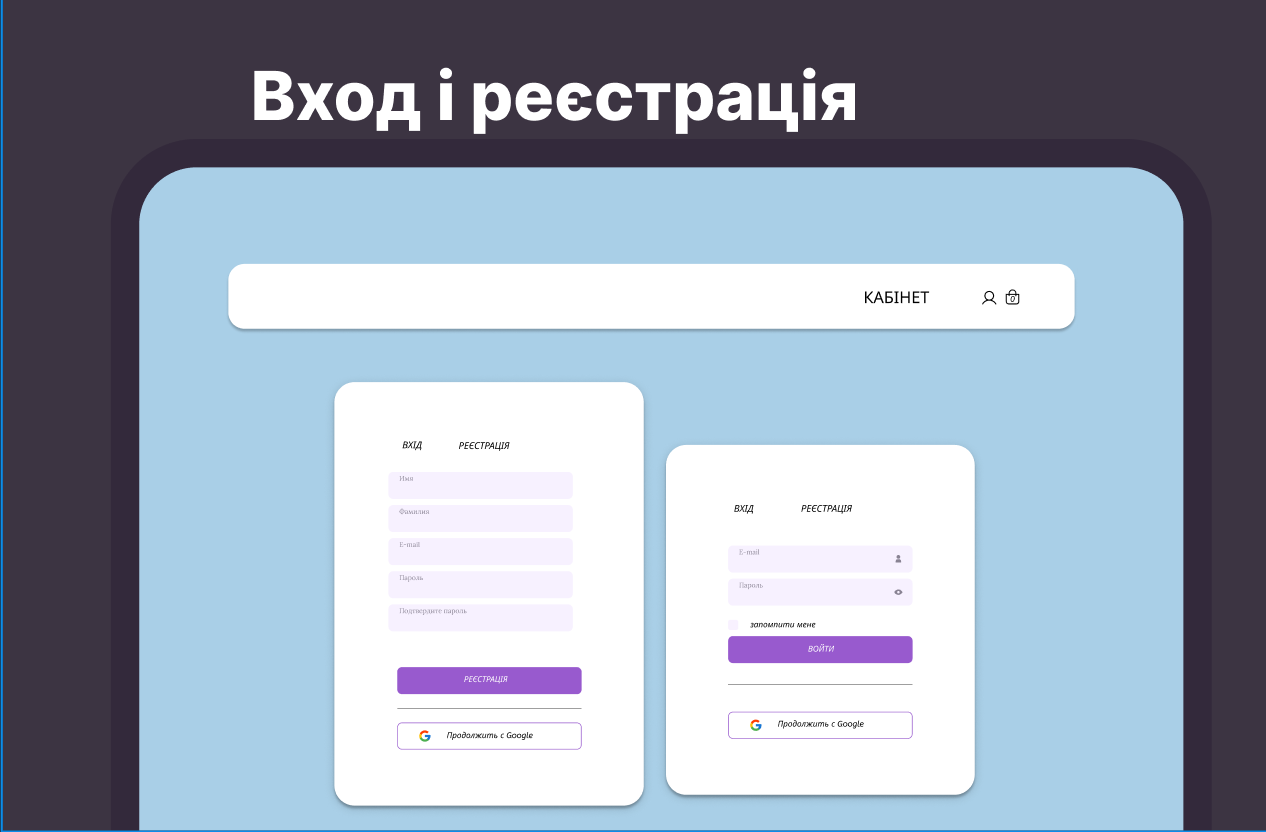 Вход і реєстрація
КАБІНЕТ
0
ВХІД РЕЄСТРАЦІЯ
Имя
Фамилия
E-mail
Пароль
Подтвердите пароль
РЕЄСТРАЦІЯ
Продолжить с Google
ВХІД РЕЄСТРАЦІЯ
E-mail
Пароль
запомпити мене
ВОЙТИ
Продолжить с Google